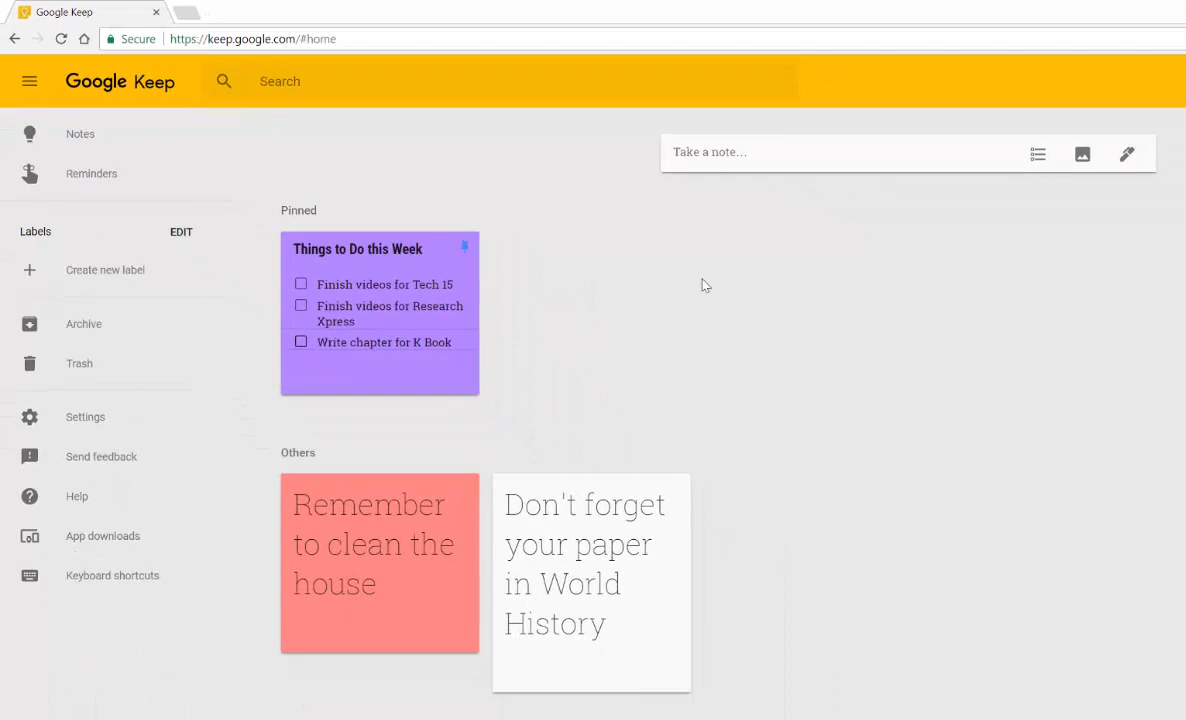 Google Keep
Secure https://keep.google.com/#home
Google Keep
Search
Notes
Reminders
Labels EDIT
Create new label
Archive
Trash
Settings
Send feedback
Help
App downloads
Keyboard shortcuts
Take a note...
Pinned
Things to Do this Week
Finish videos for Tech 15
Finish videos for Research
Xpress
Write chapter for K Book
Others
Remember
to clean the
house
Don't forget
your paper
in World
History